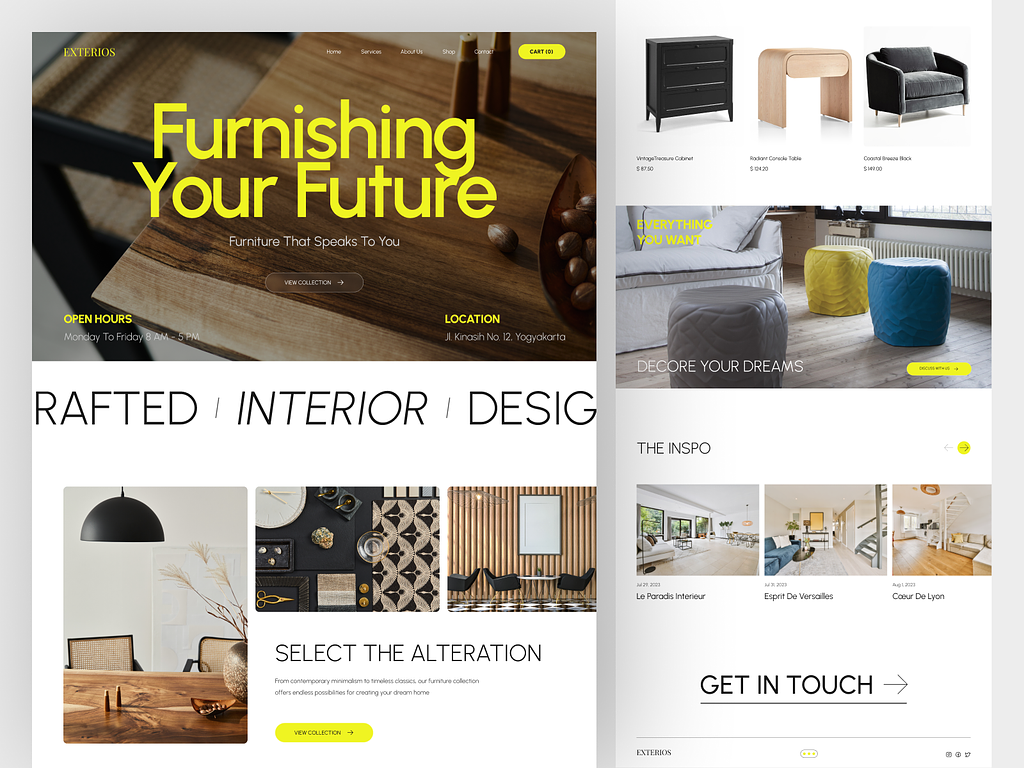 EXTERIOS
Home Services About Us Shop Contact CART (0)
Furnishing
Your Future
Furniture That Speaks To You
VIEW COLLECTION
OPEN HOURS
Monday To Friday 8 AM - 5 PM
LOCATION
Jl. Kinasih No. 12, Yogyakarta
RAFTED / INTERIOR / DESIG
SELECT THE ALTERATION
From contemporary minimalism to timeless classics, our furniture collection
offers endless possibilities for creating your dream home
VIEW COLLECTION
VintageTreasure Cabinet
$ 87.50
Radiant Console Table
$ 124.20
Coastal Breeze Black
$ 149.00
EVERYTHING
YOU WANT
DECORE YOUR DREAMS
DISCUSS WITH US
THE INSPO
Jul 29, 2023
Le Paradis Interieur
Jul 31, 2023
Esprit De Versailles
Aug 1, 2023
Cœur De Lyon
GET IN TOUCH
EXTERIOS